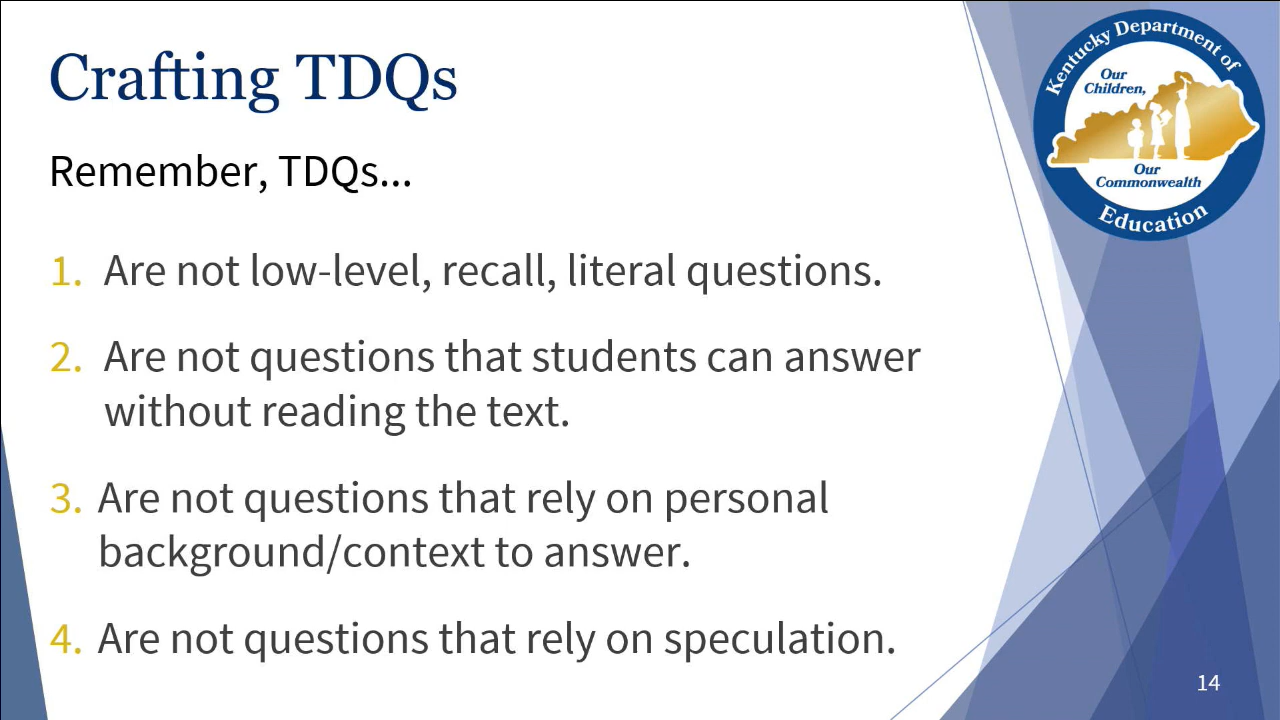 Crafting TDQs
Kentucky Department of
Our
Children,
Our
Commonwealth
Education
Remember, TDQs...
1. Are not low-level, recall, literal questions.
2. Are not questions that students can answer
without reading the text.
3. Are not questions that rely on personal
background/context to answer.
4. Are not questions that rely on speculation.
14